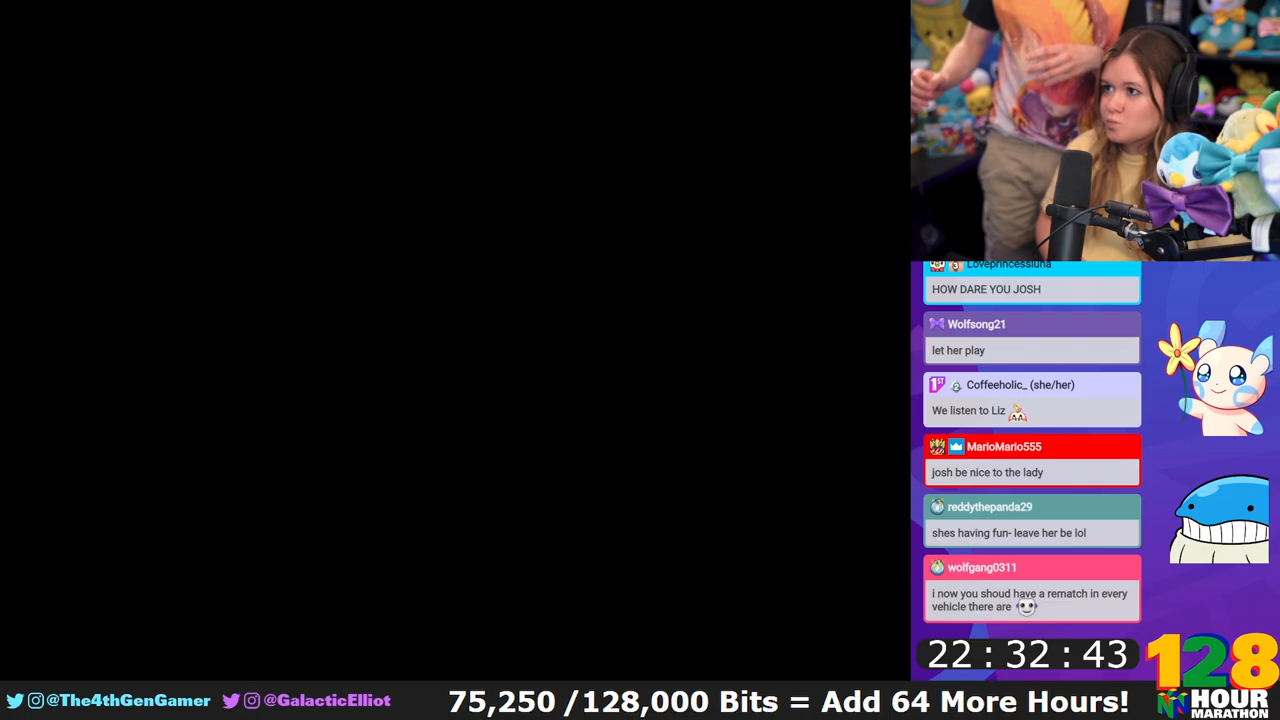 Loveprincessluna
HOW DARE YOU JOSH
Wolfsong21
let her play
1ST 2 Coffeeholic_ (she/her)
We listen to Liz
MarioMario555
josh be nice to the lady
reddythepanda29
shes having fun- leave her be lol
wolfgang0311
i now you shoud have a rematch in every
vehicle there are
22 : 32 : 43
128
HOUR
MARATHON
@The4thGenGamer @GalacticElliot 75,250 /128,000 Bits = Add 64 More Hours!